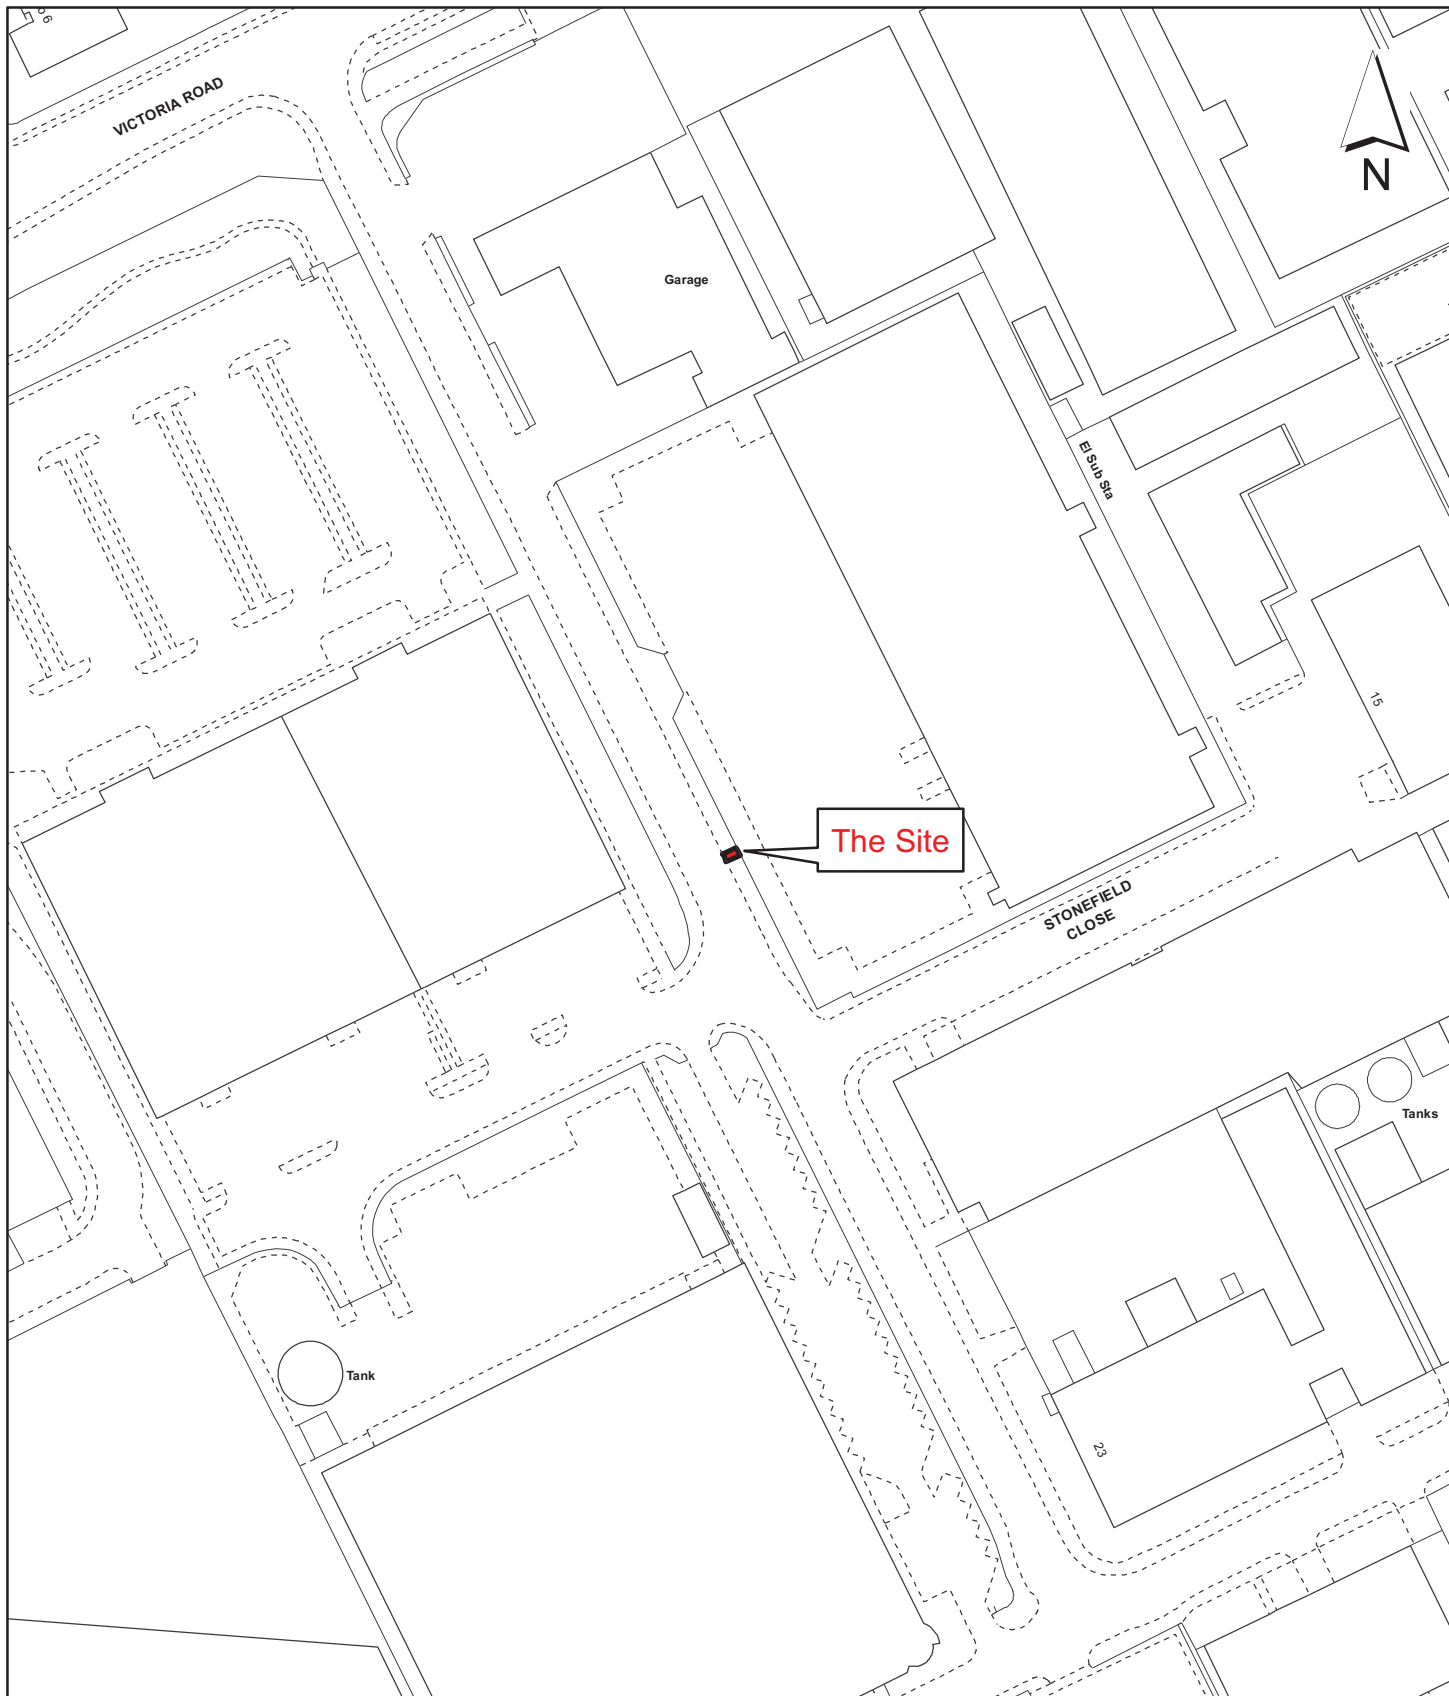 VICTORIA ROAD
N
Garage
El Sub Sta
15
The Site
STONEFIELD
CLOSE
Tanks
Tank
23